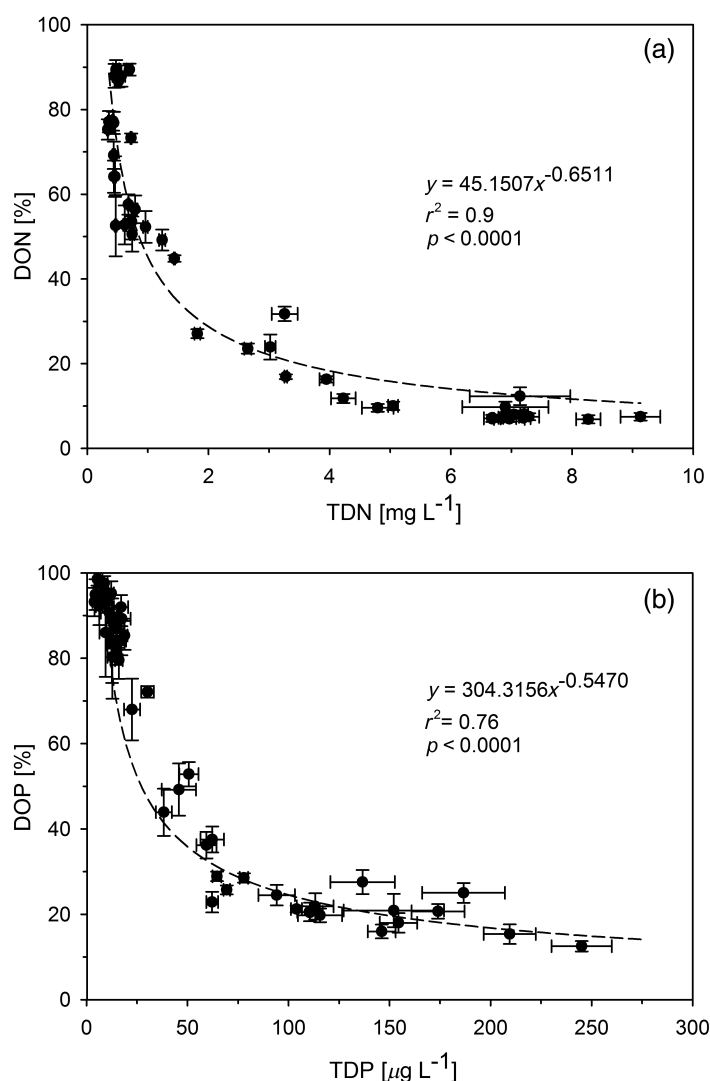 (a)
100
80
60
40
20
0
DON [%]
y = 45.1507x^-0.6511
r² = 0.9
p < 0.0001
0 2 4 6 8 10
TDN [mg L^-1]
(b)
100
80
60
40
20
0
DOP [%]
y = 304.3156x^-0.5470
r² = 0.76
p < 0.0001
0 50 100 150 200 250 300
TDP [μg L^-1]